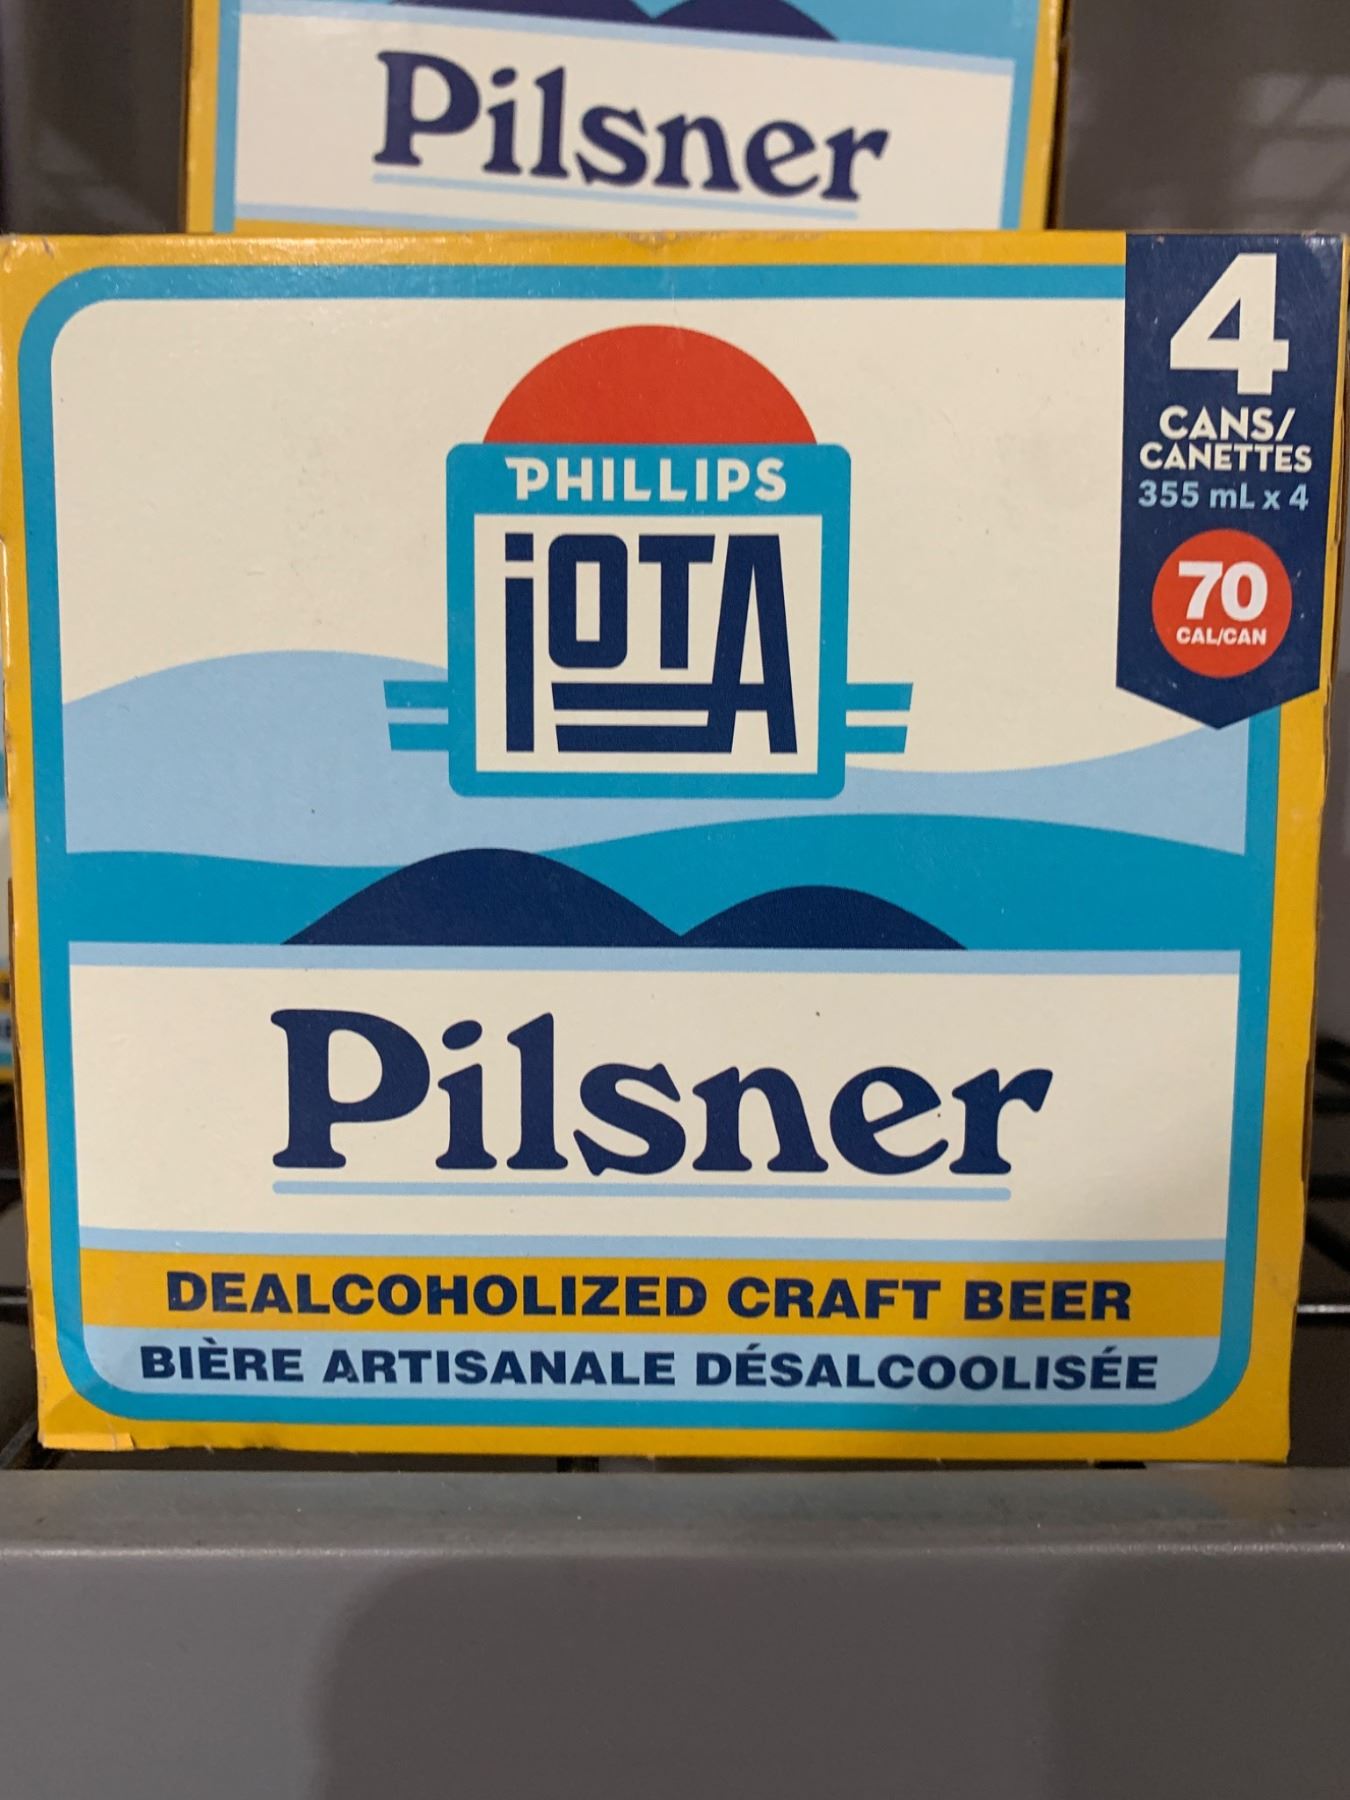 Pilsner
4
CANS/
CANETTES
355 mL x 4
70
CAL/CAN
PHILLIPS
iOTA
Pilsner
DEALCOHOLIZED CRAFT BEER
BIÈRE ARTISANALE DÉSALCOOLISÉE